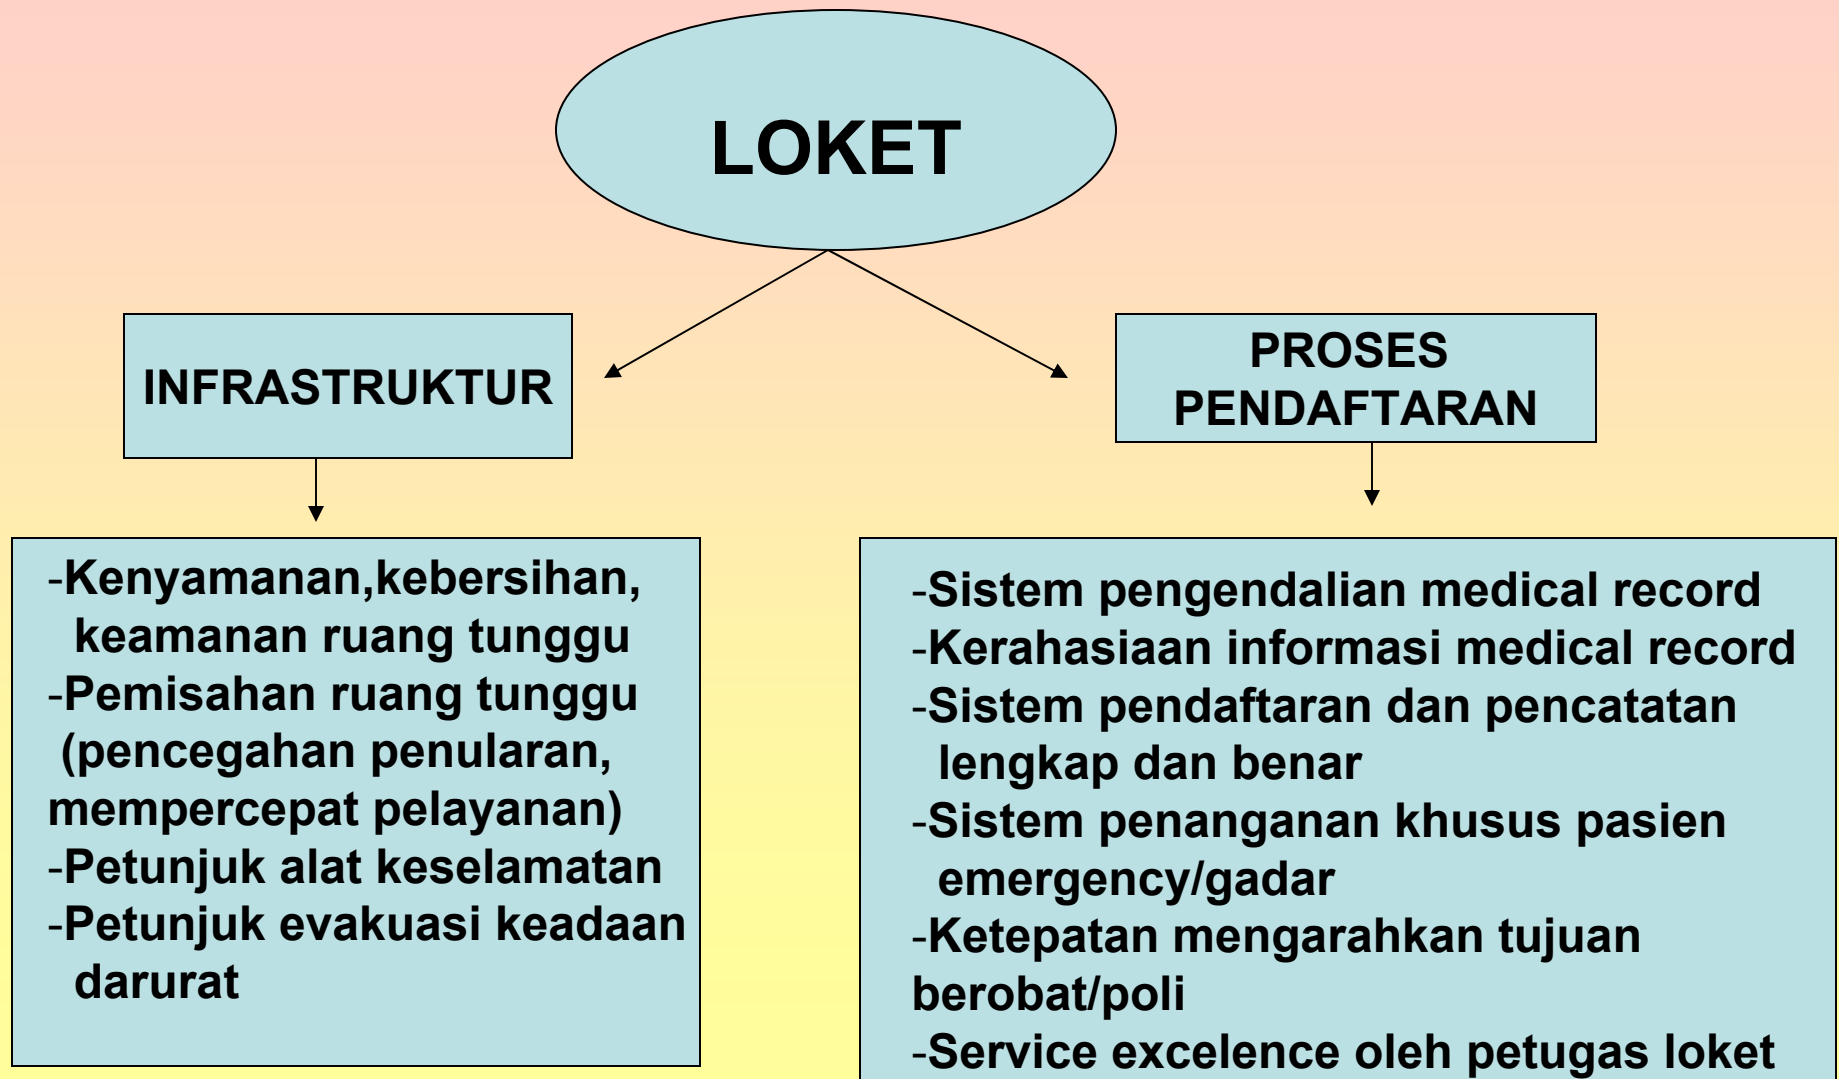 LOKET
INFRASTRUKTUR
PROSES
PENDAFTARAN
-Kenyamanan,kebersihan,
keamanan ruang tunggu
-Pemisahan ruang tunggu
(pencegahan penularan,
mempercepat pelayanan)
-Petunjuk alat keselamatan
-Petunjuk evakuasi keadaan
darurat
-Sistem pengendalian medical record
-Kerahasiaan informasi medical record
-Sistem pendaftaran dan pencatatan
lengkap dan benar
-Sistem penanganan khusus pasien
emergency/gadar
-Ketepatan mengarahkan tujuan
berobat/poli
-Service excelence oleh petugas loket